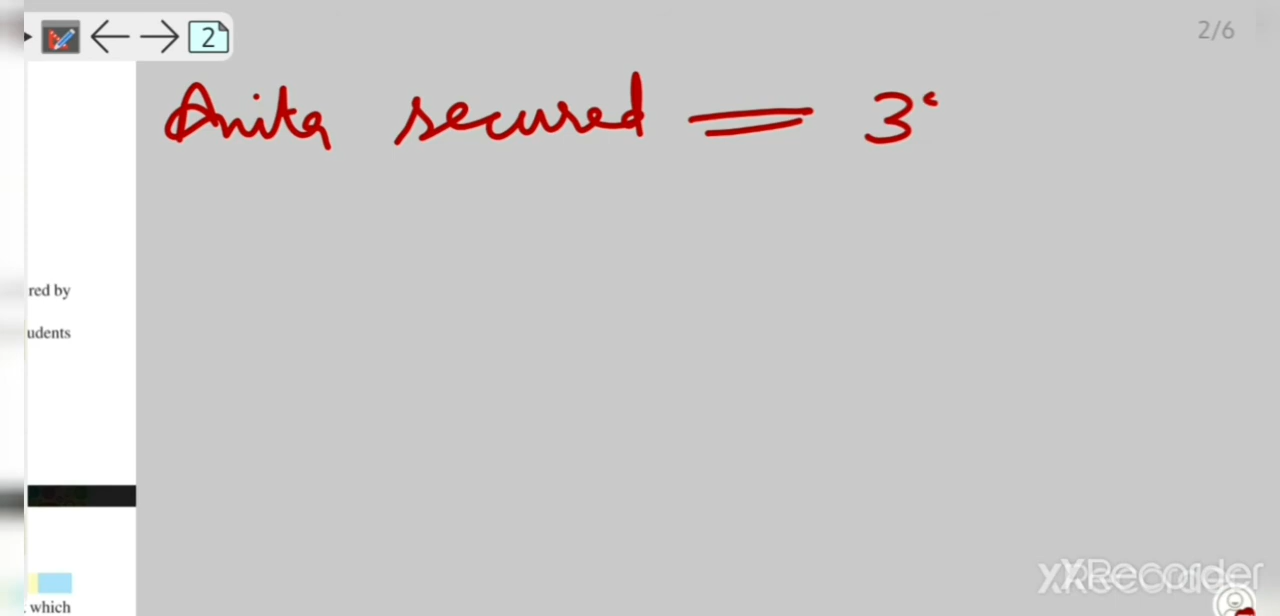 2
2/6
Anita secured = 3
red by
udents
which
XRecorder